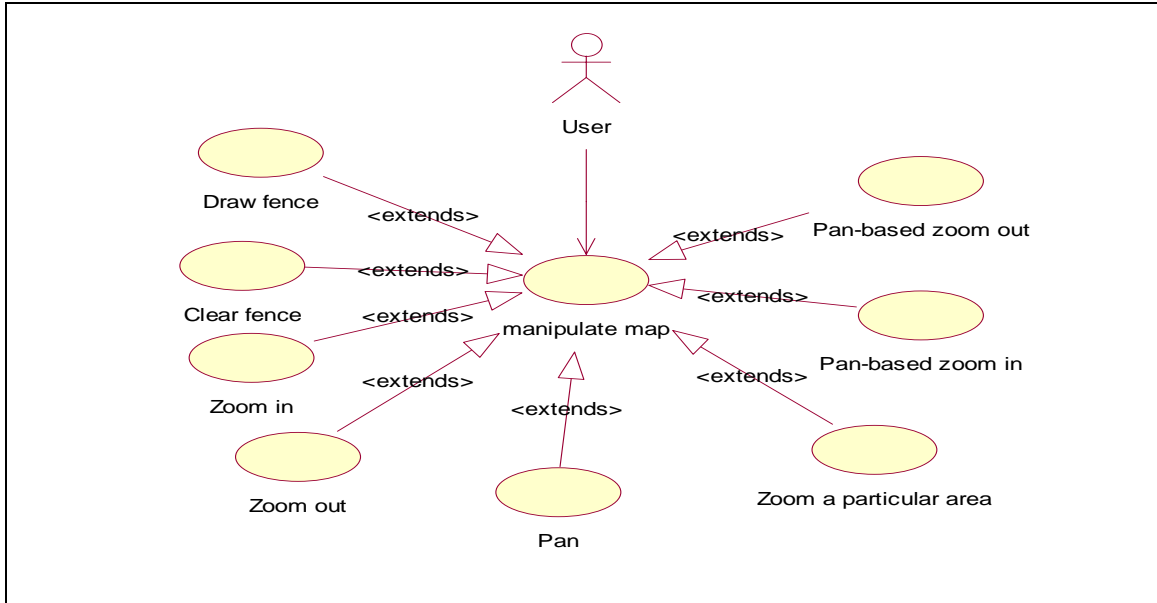 User
Draw fence
<extends>
<extends>
Pan-based zoom out
Clear fence
<extends>
<extends>
Pan-based zoom in
<extends>
manipulate map
Zoom in
<extends>
<extends>
<extends>
Zoom out
Zoom a particular area
Pan